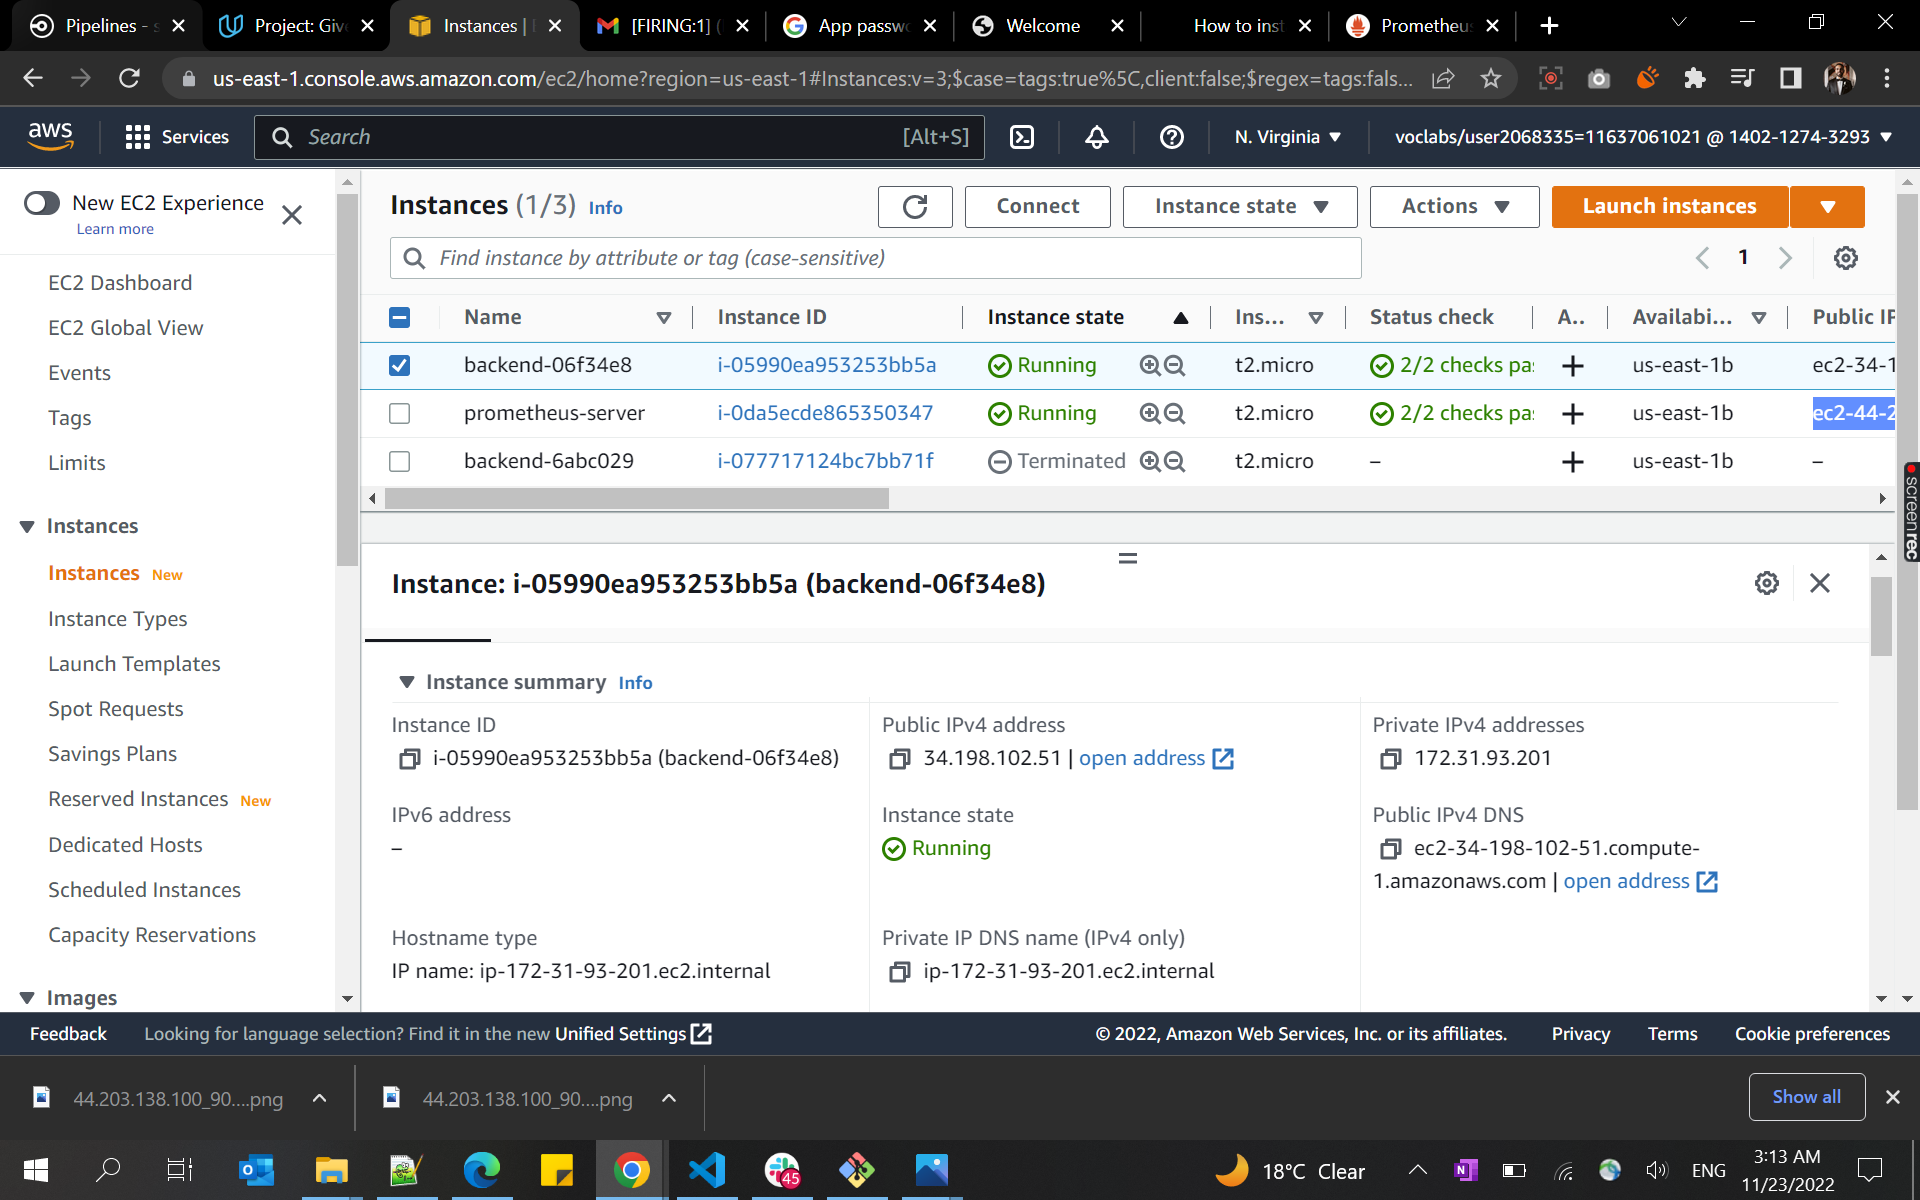 Pipelines - s
Project: Give
Instances | E
[FIRING:1] (
App passwo
Welcome
How to inst
Prometheus
us-east-1.console.aws.amazon.com/ec2/home?region=us-east-1#Instances:v=3;$case=tags:true%5C,client:false;$regex=tags:fals...
aws
Services
Search
[Alt+S]
N. Virginia
voclabs/user2068335=11637061021 @ 1402-1274-3293
New EC2 Experience
Learn more
EC2 Dashboard
EC2 Global View
Events
Tags
Limits
Instances
Instances New
Instance Types
Launch Templates
Spot Requests
Savings Plans
Reserved Instances New
Dedicated Hosts
Scheduled Instances
Capacity Reservations
Images
Instances (1/3) Info
Connect
Instance state
Actions
Launch instances
Find instance by attribute or tag (case-sensitive)
1
Name Instance ID Instance state Ins... Status check A.. Availabi... Public IP
backend-06f34e8 i-05990ea953253bb5a Running t2.micro 2/2 checks pa us-east-1b ec2-34-1
prometheus-server i-0da5ecde865350347 Running t2.micro 2/2 checks pa us-east-1b ec2-44-2
backend-6abc029 i-077717124bc7bb71f Terminated t2.micro – us-east-1b –
screenrec
Instance: i-05990ea953253bb5a (backend-06f34e8)
Instance summary Info
Instance ID
i-05990ea953253bb5a (backend-06f34e8)
Public IPv4 address
34.198.102.51 | open address
Private IPv4 addresses
172.31.93.201
IPv6 address
–
Instance state
Running
Public IPv4 DNS
ec2-34-198-102-51.compute-
1.amazonaws.com | open address
Hostname type
IP name: ip-172-31-93-201.ec2.internal
Private IP DNS name (IPv4 only)
ip-172-31-93-201.ec2.internal
Feedback
Looking for language selection? Find it in the new Unified Settings
© 2022, Amazon Web Services, Inc. or its affiliates.
Privacy
Terms
Cookie preferences
44.203.138.100_90....png
44.203.138.100_90....png
Show all
45
18°C Clear
ENG
3:13 AM
11/23/2022